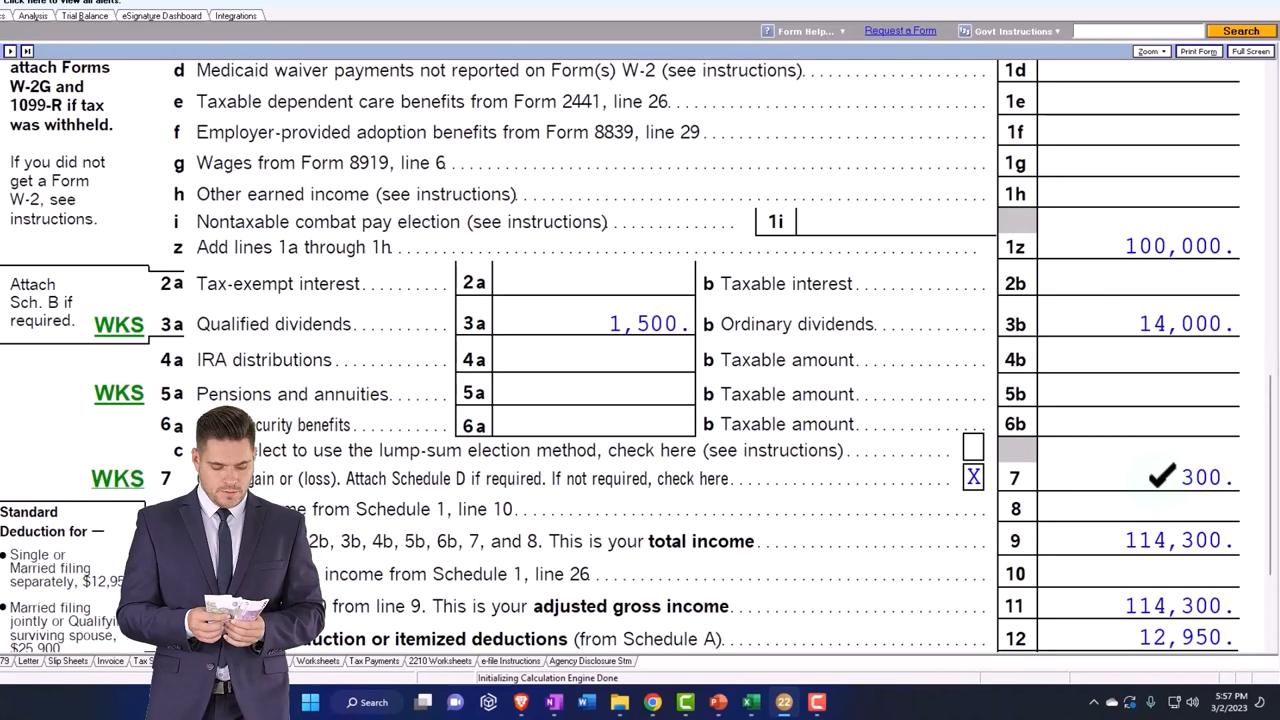 Click here to view all alerts.
Analysis Trial Balance eSignature Dashboard Integrations
? Form Help... Request a Form Govt Instructions Search
Zoom Print Form Full Screen
attach Forms
W-2G and
1099-R if tax
was withheld.
If you did not
get a Form
W-2, see
instructions.
d Medicaid waiver payments not reported on Form(s) W-2 (see instructions) 1d
e Taxable dependent care benefits from Form 2441, line 26 1e
f Employer-provided adoption benefits from Form 8839, line 29 1f
g Wages from Form 8919, line 6 1g
h Other earned income (see instructions) 1h
i Nontaxable combat pay election (see instructions) 1i
z Add lines 1a through 1h 1z 100,000.
Attach
Sch. B if
required.
2a Tax-exempt interest 2a b Taxable interest 2b
WKS 3a Qualified dividends 3a 1,500. b Ordinary dividends 3b 14,000.
4a IRA distributions 4a b Taxable amount 4b
WKS 5a Pensions and annuities 5a b Taxable amount 5b
6a curity benefits 6a b Taxable amount 6b
c lect to use the lump-sum election method, check here (see instructions)
WKS 7 ain or (loss). Attach Schedule D if required. If not required, check here X 7 300.
me from Schedule 1, line 10 8
2b, 3b, 4b, 5b, 6b, 7, and 8. This is your total income 9 114,300.
income from Schedule 1, line 26 10
from line 9. This is your adjusted gross income 11 114,300.
duction or itemized deductions (from Schedule A) 12 12,950.
Standard
Deduction for —
• Single or
Married filing
separately, $12,95
• Married filing
jointly or Qualify
surviving spouse,
$25,900
79 Letter Slip Sheets Invoice Tax S Worksheets Tax Payments 2210 Worksheets e-file Instructions Agency Disclosure Stm
Initializing Calculation Engine Done
Search 22
5:57 PM
3/2/2023